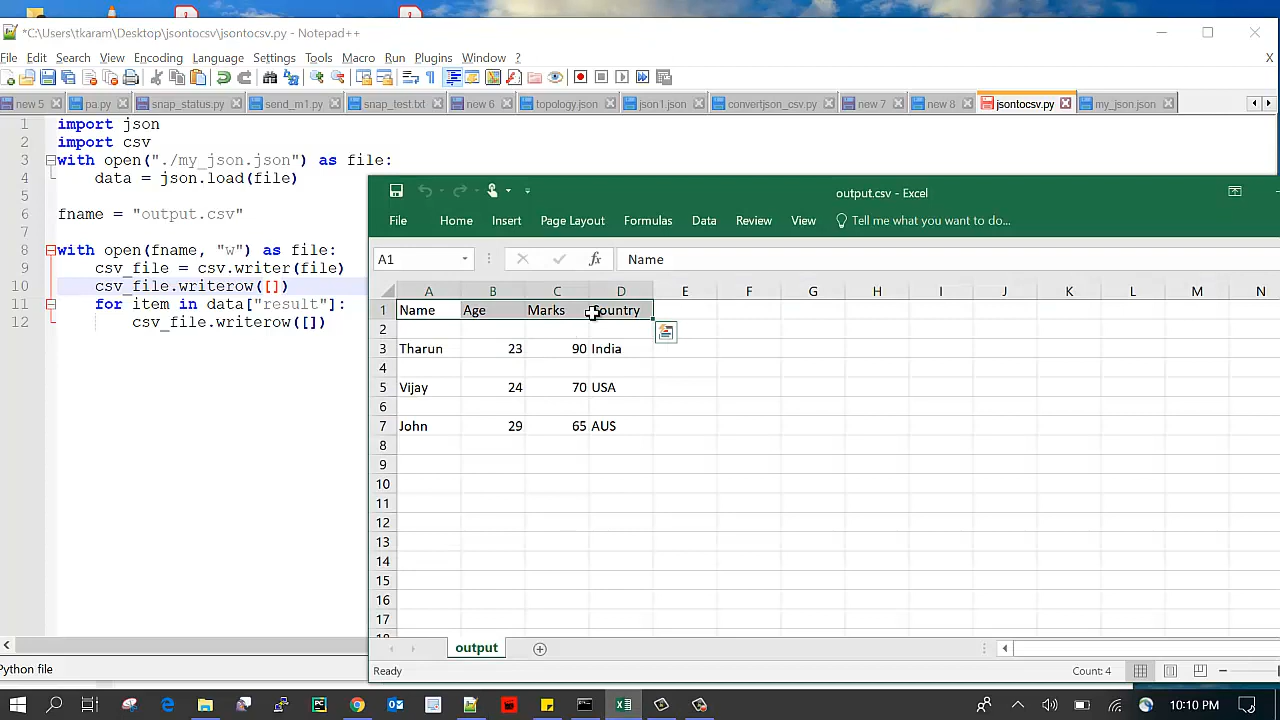 *C:\Users\tkaram\Desktop\jsontocsv\jsontocsv.py - Notepad++
File Edit Search View Encoding Language Settings Tools Macro Run Plugins Window ? X
new 5 pa.py snap_status.py cmd_m1.py snap_test.txt new 6 topology.json json1.json convertjson_csv.py new 7 new 8 jsontocsv.py my_json.json
1 import json
2 import csv
3 with open("./my_json.json") as file:
4 data = json.load(file)
5
6 fname = "output.csv"
7
8 with open(fname, "w") as file:
9 csv_file = csv.writer(file)
10 csv_file.writerow([])
11 for item in data["result"]:
12 csv_file.writerow([])
Python file
output.csv - Excel
File Home Insert Page Layout Formulas Data Review View Tell me what you want to do...
A1 fx Name
A B C D E F G H I J K L M N
1 Name Age Marks Country
2
3 Tharun 23 90 India
4
5 Vijay 24 70 USA
6
7 John 29 65 AUS
8
9
10
11
12
13
14
15
16
17
output
Ready Count: 4
10:10 PM